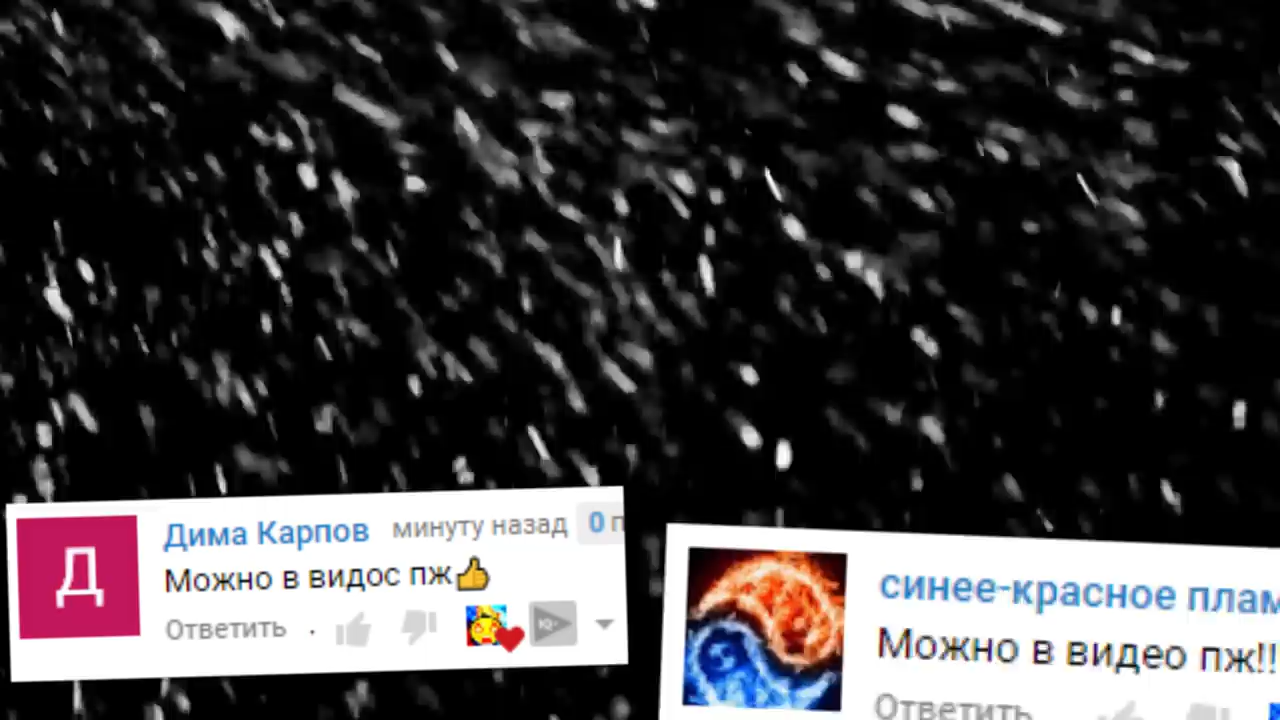 Д
Дима Карпов минуту назад 0 п
Можно в видос пж👍
Ответить
синее-красное плам
Можно в видео пж!!
Ответить